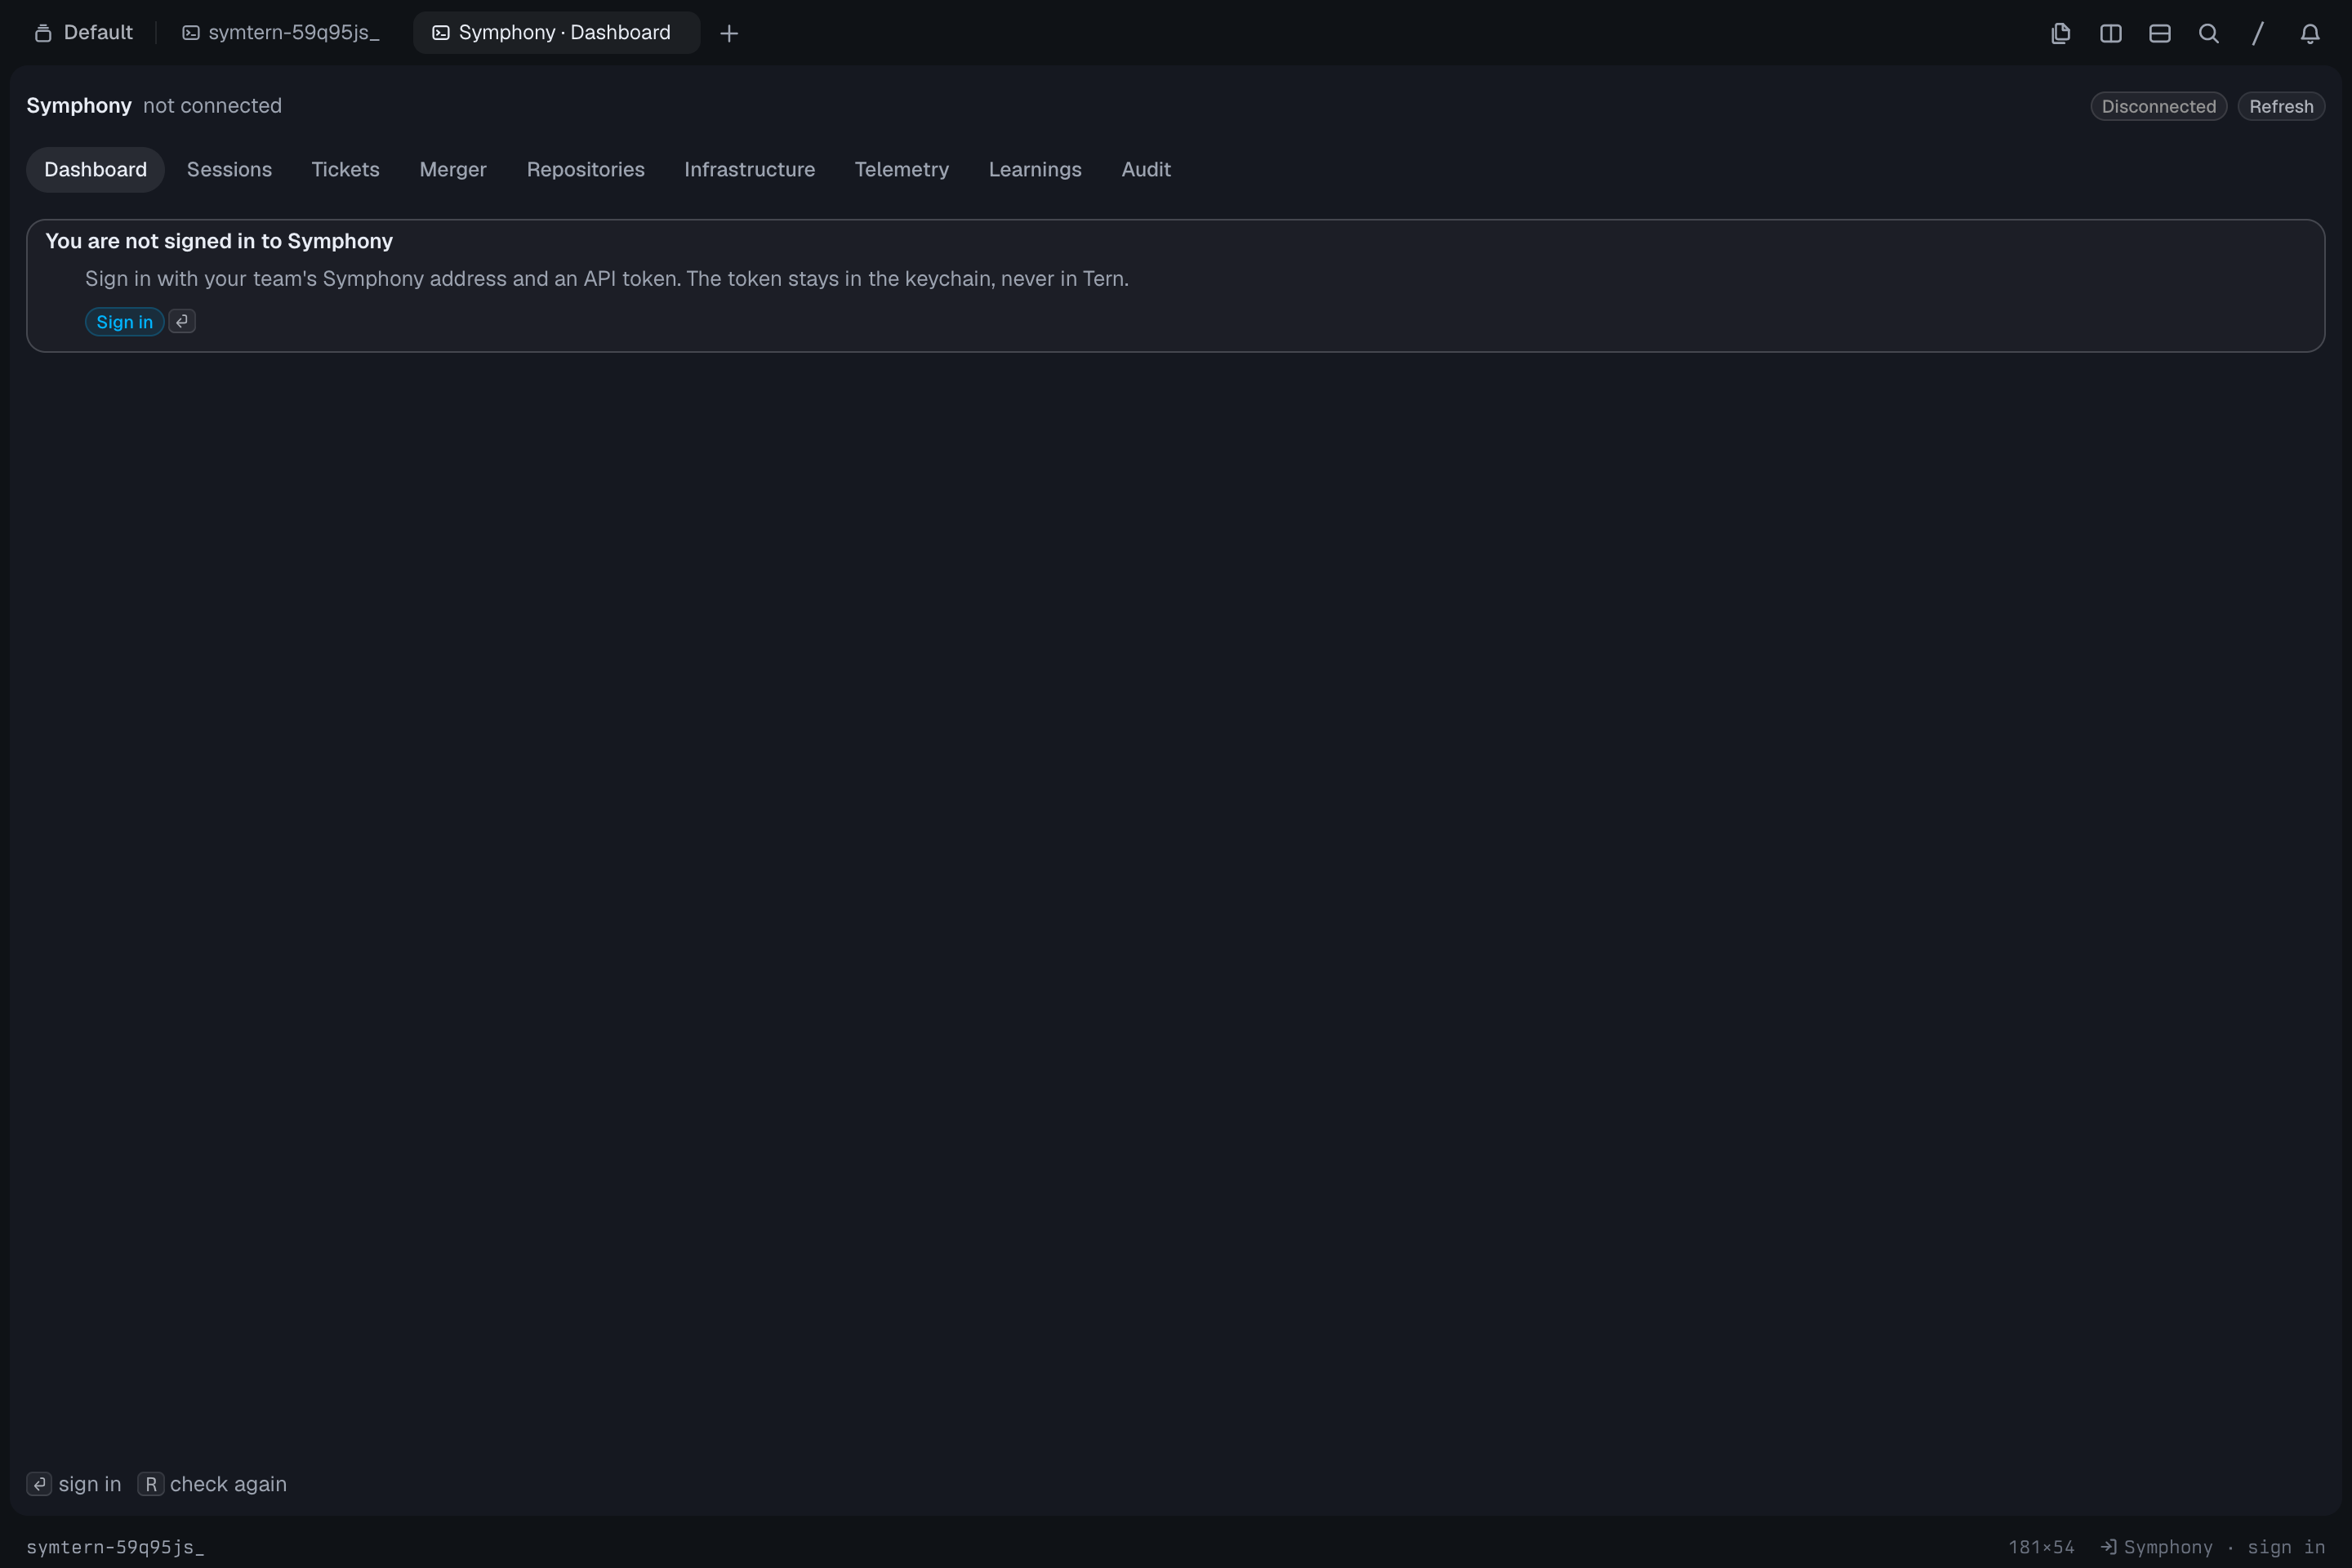 Default symtern-59q95js_ Symphony · Dashboard
Symphony not connected Disconnected Refresh
Dashboard Sessions Tickets Merger Repositories Infrastructure Telemetry Learnings Audit
You are not signed in to Symphony
Sign in with your team's Symphony address and an API token. The token stays in the keychain, never in Tern.
Sign in
sign in R check again
symtern-59q95js_ 181×54 Symphony · sign in